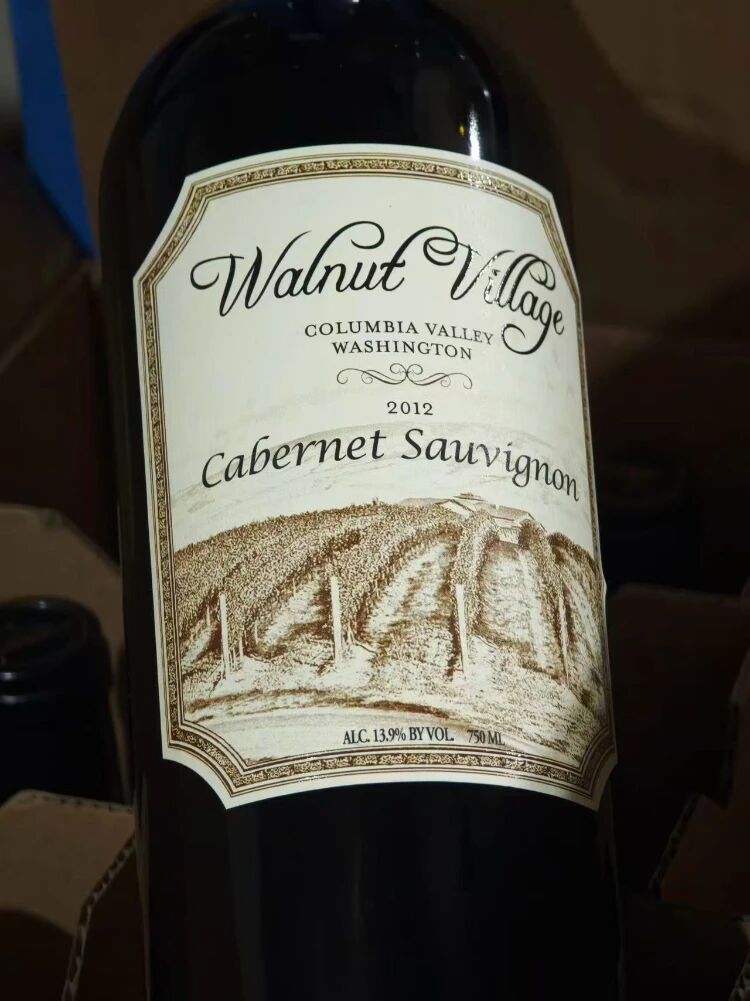 Walnut Village
COLUMBIA VALLEY
WASHINGTON
2012
Cabernet Sauvignon
ALC. 13.9% BY VOL. 750 ML